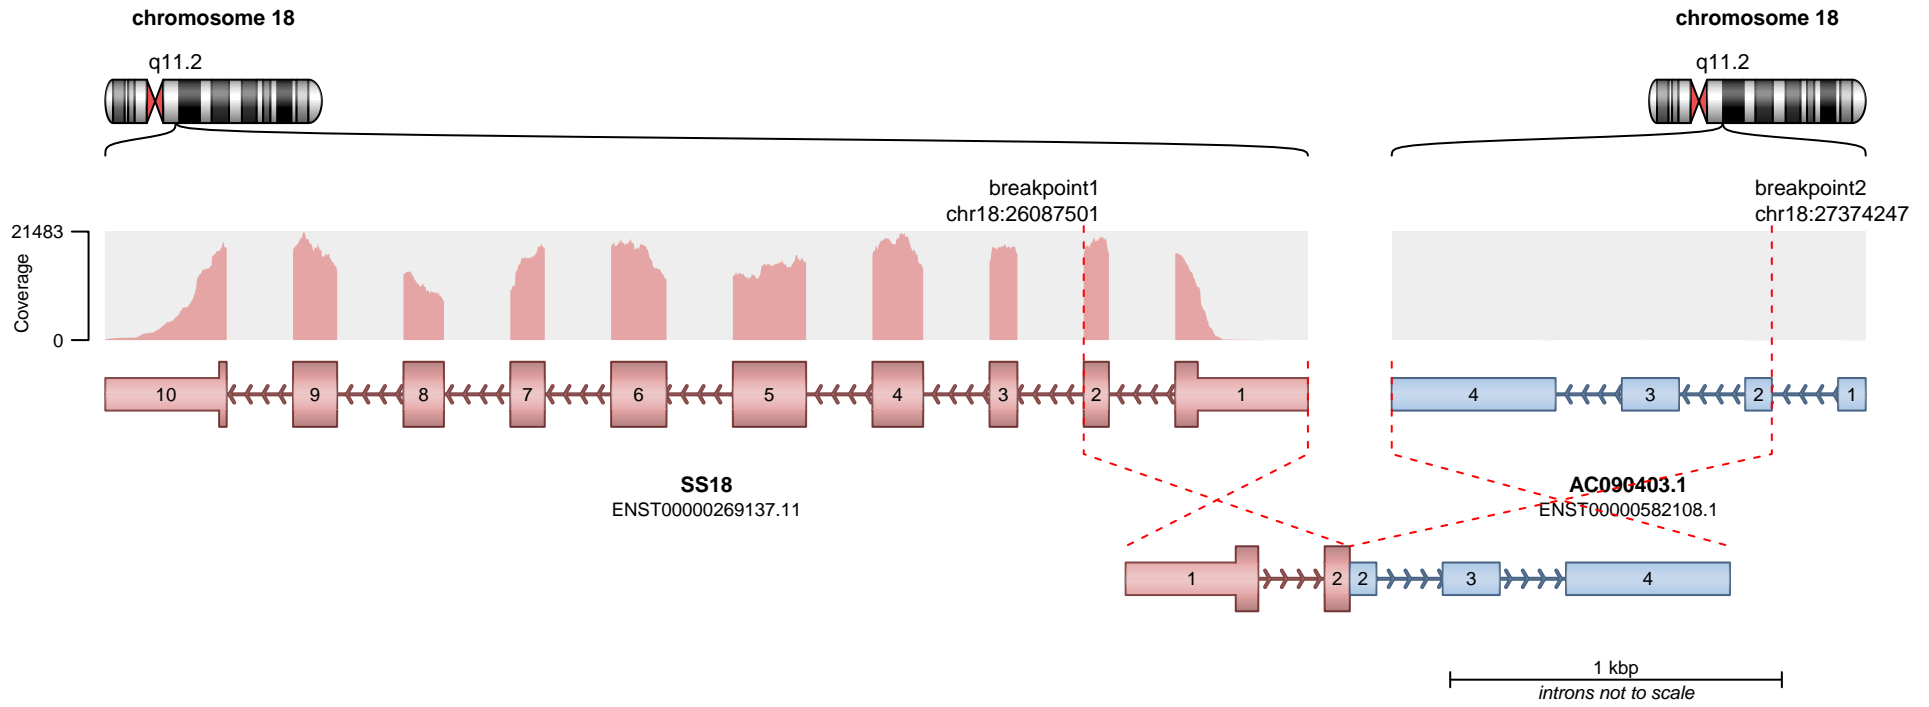 chromosome 18
chromosome 18
q11.2
q11.2
breakpoint1
chr18:26087501
breakpoint2
chr18:27374247
21483
Coverage
0
10 9 8 7 6 5 4 3 2 1
4 3 2 1
SS18
ENST00000269137.11
AC090403.1
ENST00000582108.1
1 2 2 3 4
1 kbp
introns not to scale